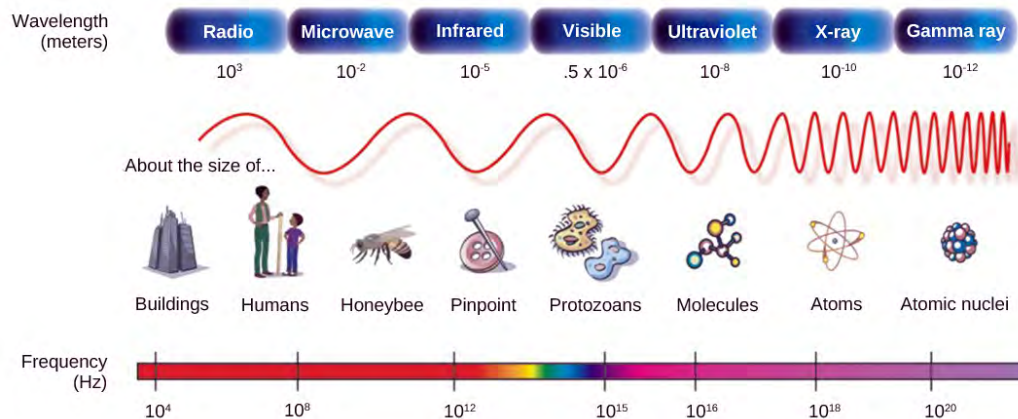 Wavelength
(meters)
Radio Microwave Infrared Visible Ultraviolet X-ray Gamma ray
10³ 10⁻² 10⁻⁵ .5 x 10⁻⁶ 10⁻⁸ 10⁻¹⁰ 10⁻¹²
About the size of...
Buildings Humans Honeybee Pinpoint Protozoans Molecules Atoms Atomic nuclei
Frequency
(Hz)
10⁴ 10⁸ 10¹² 10¹⁵ 10¹⁶ 10¹⁸ 10²⁰